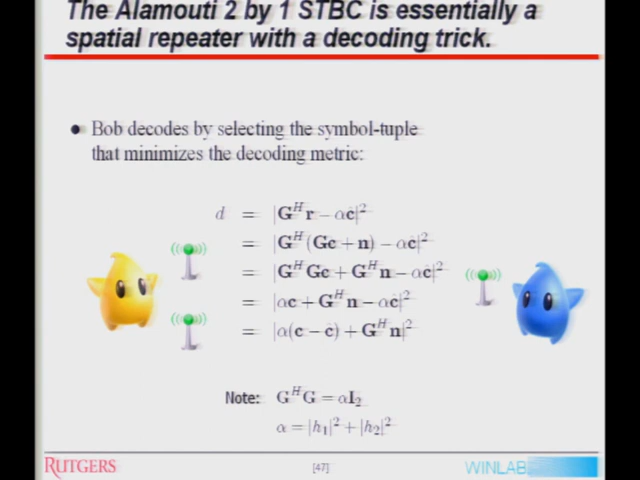 The Alamouti 2 by 1 STBC is essentially a
spatial repeater with a decoding trick.
• Bob decodes by selecting the symbol-tuple
that minimizes the decoding metric:
d = |G^H r − αĉ|²
= |G^H (Gc + n) − αĉ|²
= |G^H Gc + G^H n − αĉ|²
= |αc + G^H n − αĉ|²
= |α(c − ĉ) + G^H n|²
Note: G^H G = αI₂
α = |h₁|² + |h₂|²
RUTGERS [47] WINLAB